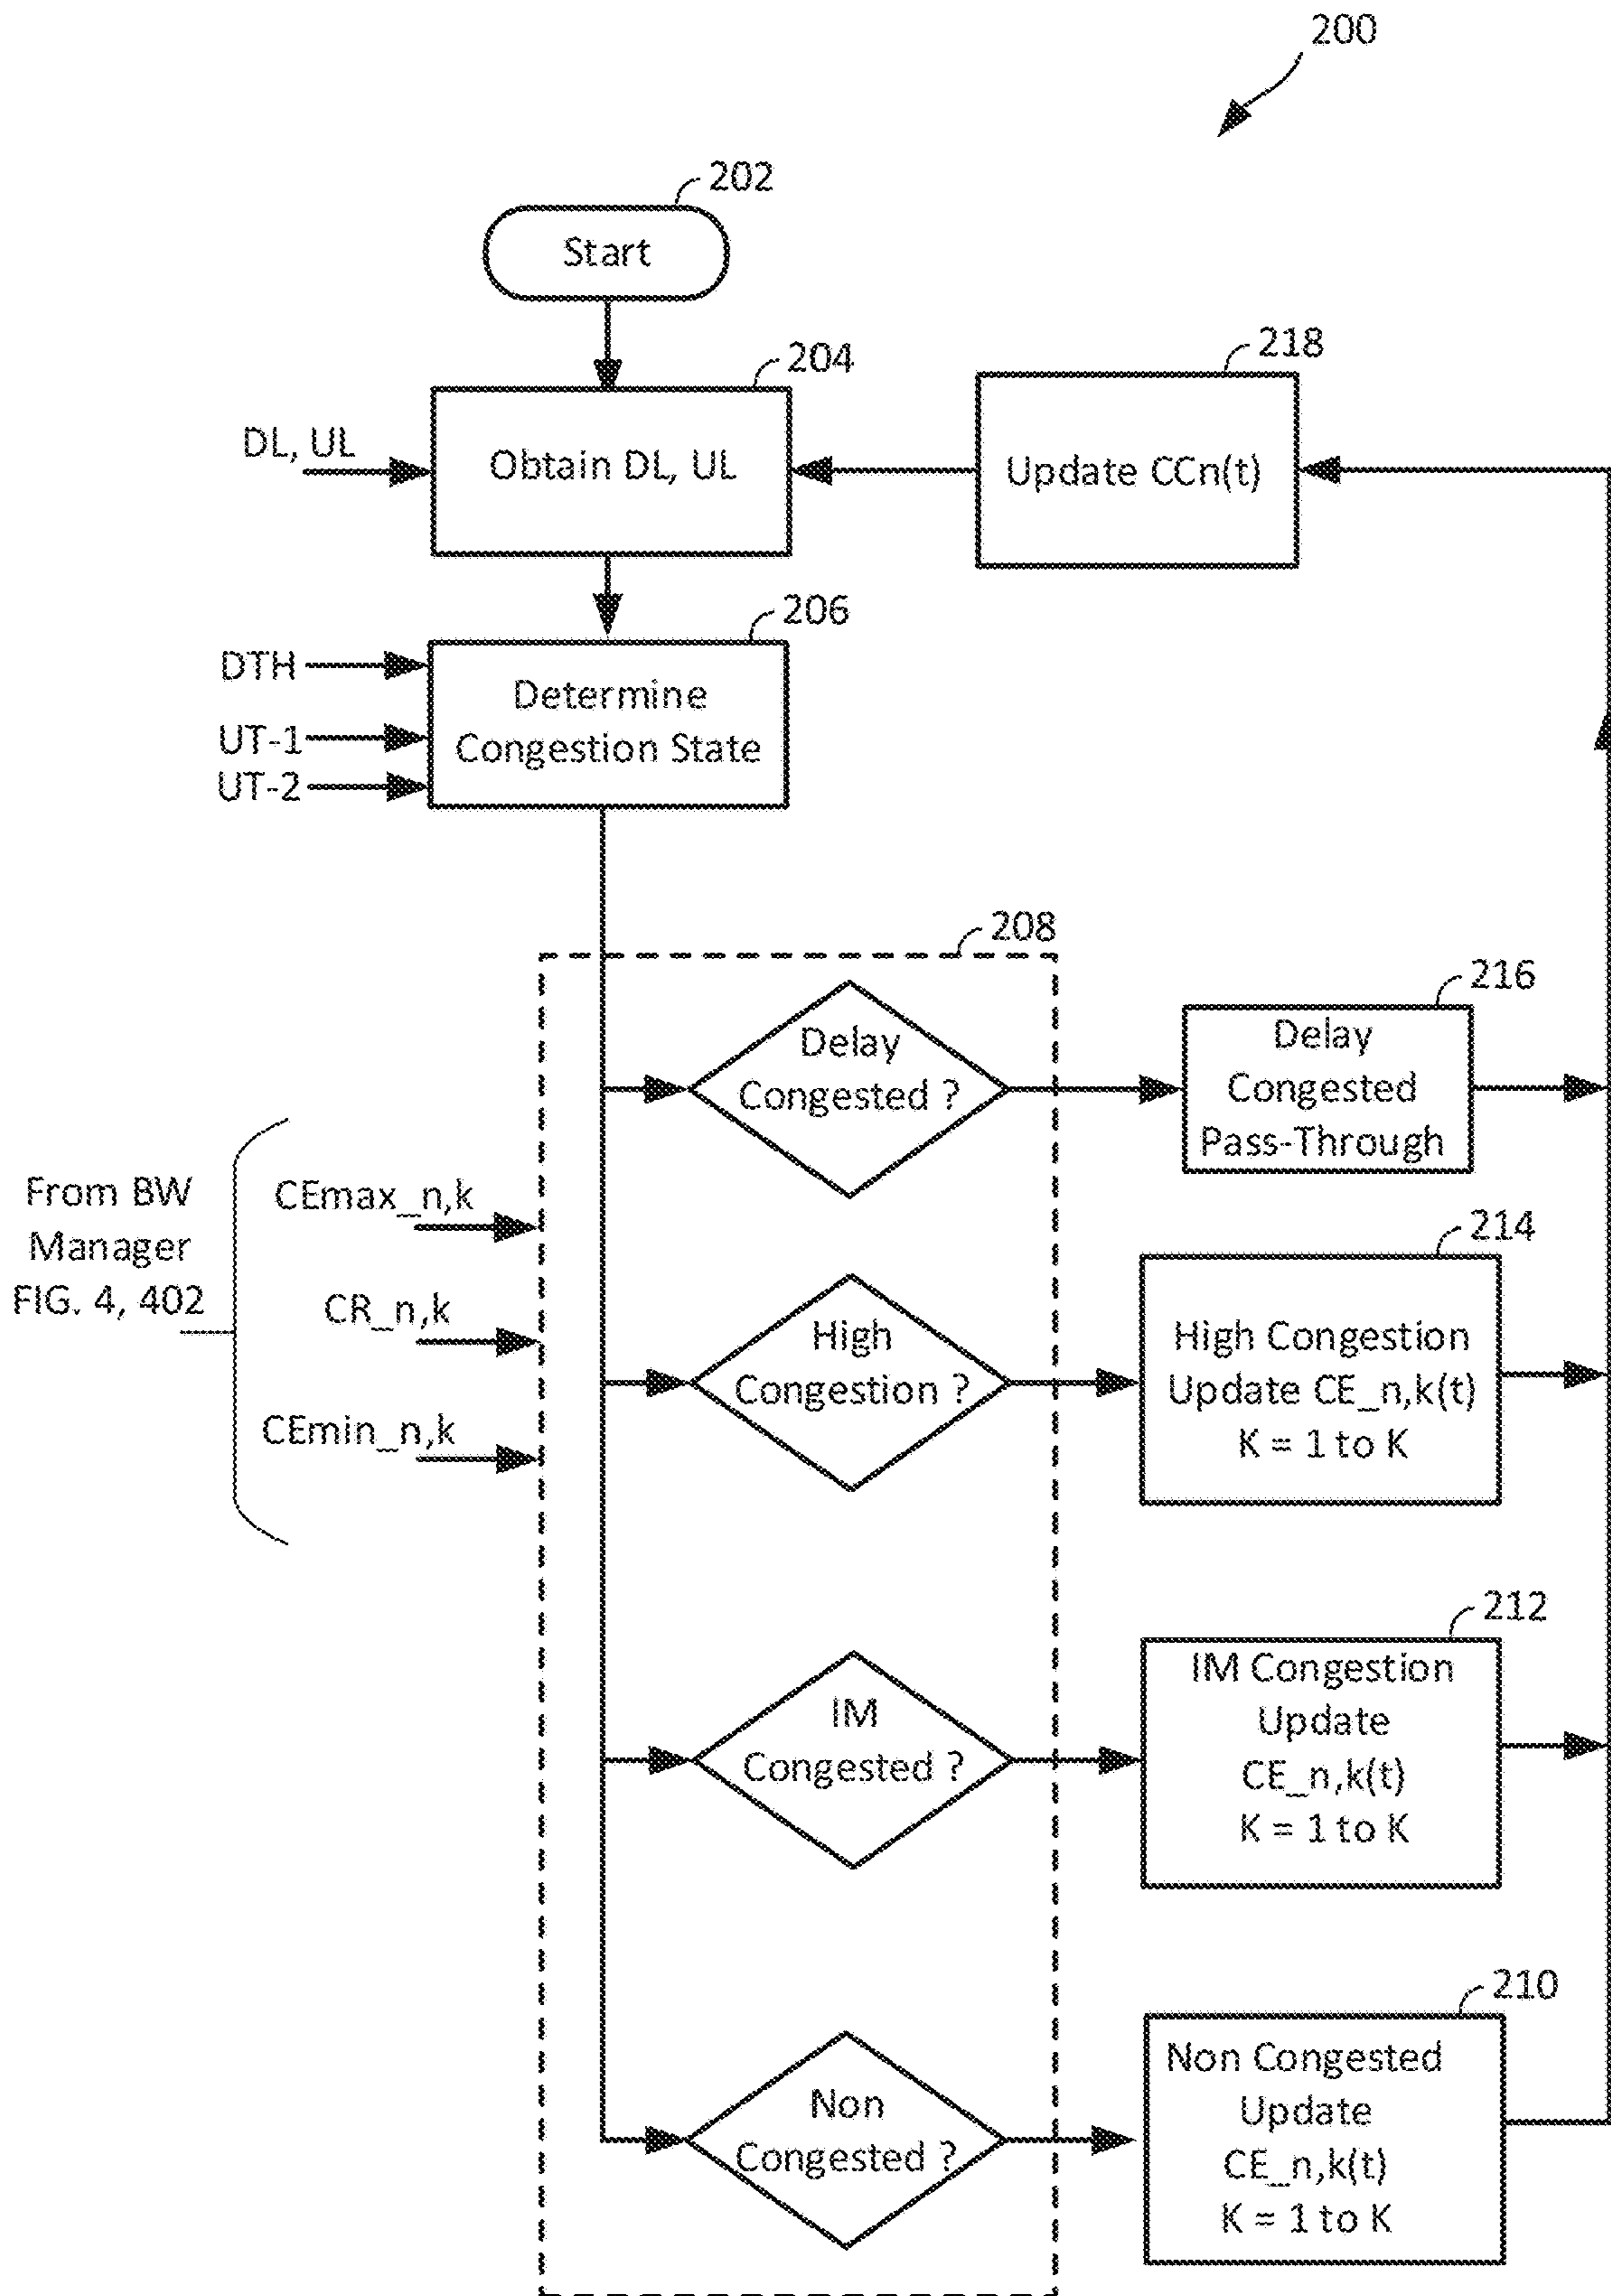 200
202
Start
204
218
DL, UL
Obtain DL, UL
Update CCn(t)
206
DTH
UT-1
UT-2
Determine
Congestion State
208
216
Delay
Congested ?
Delay
Congested
Pass-Through
From BW
Manager
FIG. 4, 402
CEmax_n,k
CR_n,k
CEmin_n,k
214
High
Congestion ?
High Congestion
Update CE_n,k(t)
K = 1 to K
212
IM
Congested ?
IM Congestion
Update
CE_n,k(t)
K = 1 to K
210
Non
Congested ?
Non Congested
Update
CE_n,k(t)
K = 1 to K